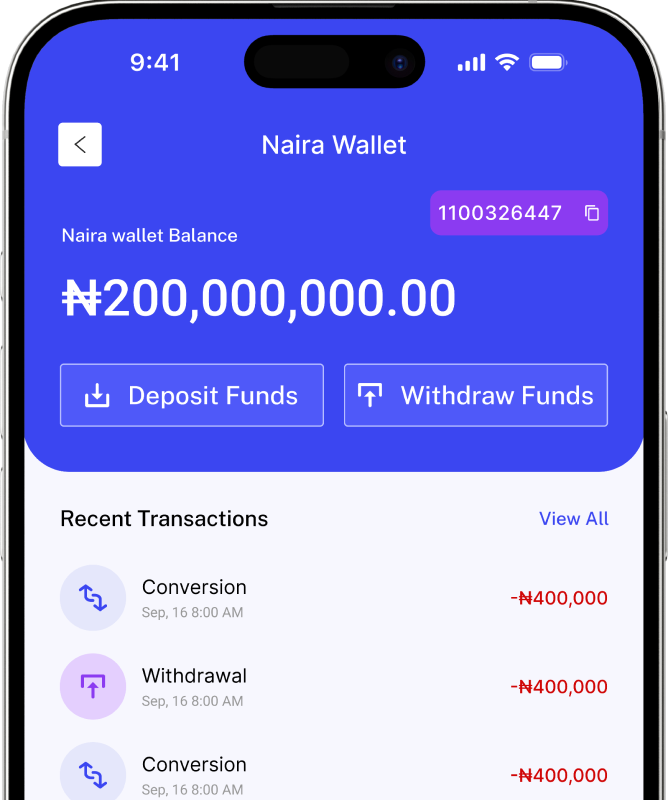 9:41
Naira Wallet
1100326447
Naira wallet Balance
₦200,000,000.00
Deposit Funds
Withdraw Funds
Recent Transactions
View All
Conversion
Sep, 16 8:00 AM
-₦400,000
Withdrawal
Sep, 16 8:00 AM
-₦400,000
Conversion
Sep, 16 8:00 AM
-₦400,000